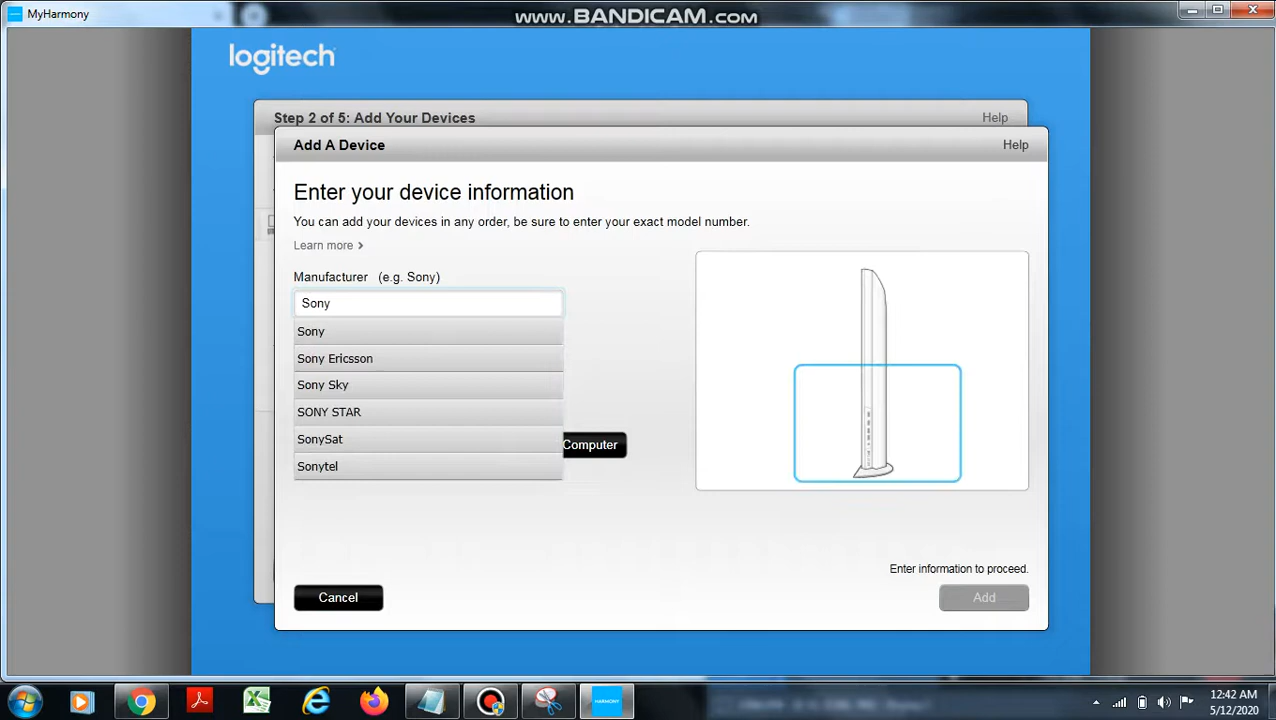 MyHarmony
www.BANDICAM.com
logitech
Step 2 of 5: Add Your Devices
Help
Add A Device
Help
Enter your device information
You can add your devices in any order, be sure to enter your exact model number.
Learn more >
Manufacturer (e.g. Sony)
Sony
Sony
Sony Ericsson
Sony Sky
SONY STAR
SonySat
Computer
Sonytel
Enter information to proceed.
Cancel
Add
HARMONY
12:42 AM
5/12/2020